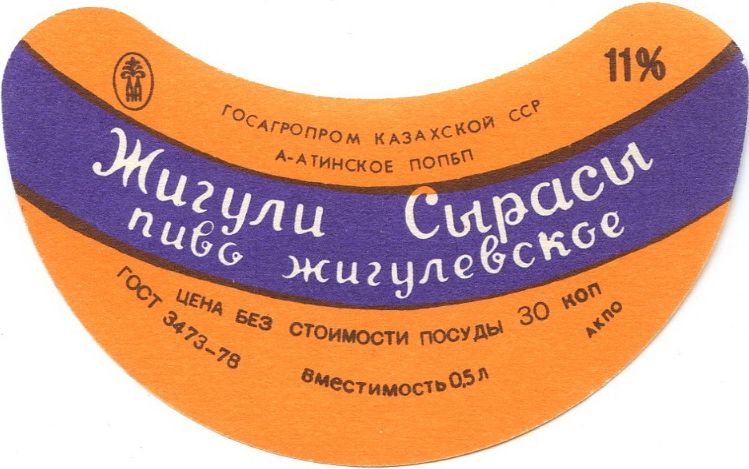 11%
ГОСАГРОПРОМ КАЗАХСКОЙ ССР
А-АТИНСКОЕ ПОПБП
Жигули Сырасы
пиво жигулевское
ЦЕНА БЕЗ СТОИМОСТИ ПОСУДЫ 30 КОП
ГОСТ 3473-78
Вместимость 0,5 л
АКПО